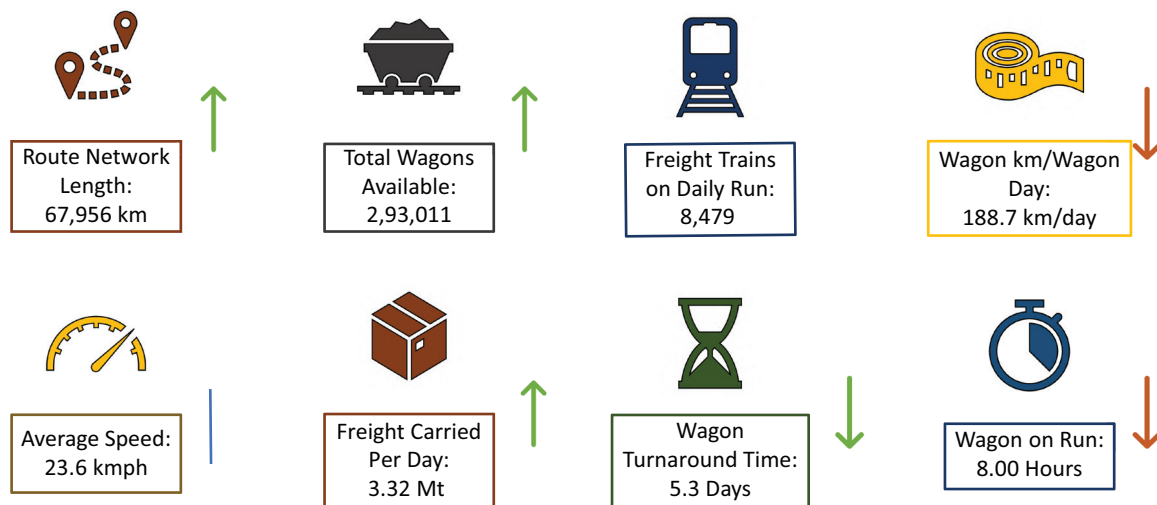 Route Network
Length:
67,956 km
Total Wagons
Available:
2,93,011
Freight Trains
on Daily Run:
8,479
Wagon km/Wagon
Day:
188.7 km/day
Average Speed:
23.6 kmph
Freight Carried
Per Day:
3.32 Mt
Wagon
Turnaround Time:
5.3 Days
Wagon on Run:
8.00 Hours